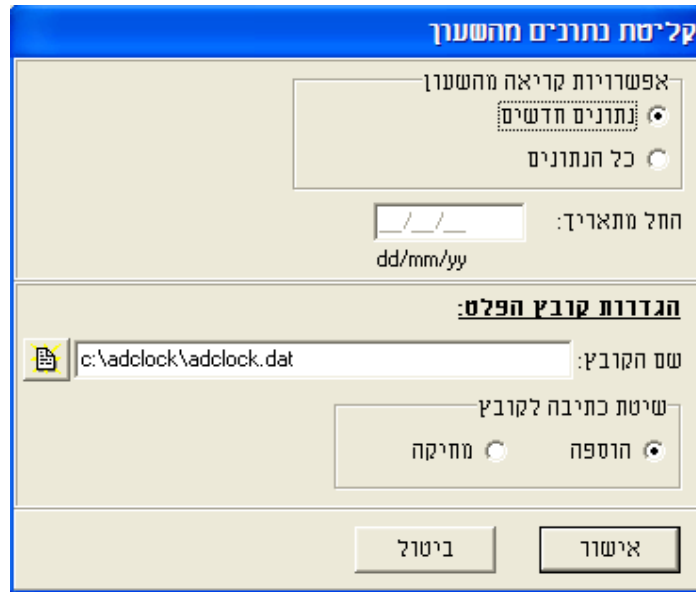 קליטת נתונים מהשעון
אפשרויות קריאה מהשעון
נתונים חדשים
כל הנתונים
החל מתאריך: __/__/__
dd/mm/yy
הגדרות קובץ הפלט:
שם הקובץ: c:\adclock\adclock.dat
שיטת כתיבה לקובץ
הוספה מחיקה
אישור ביטול